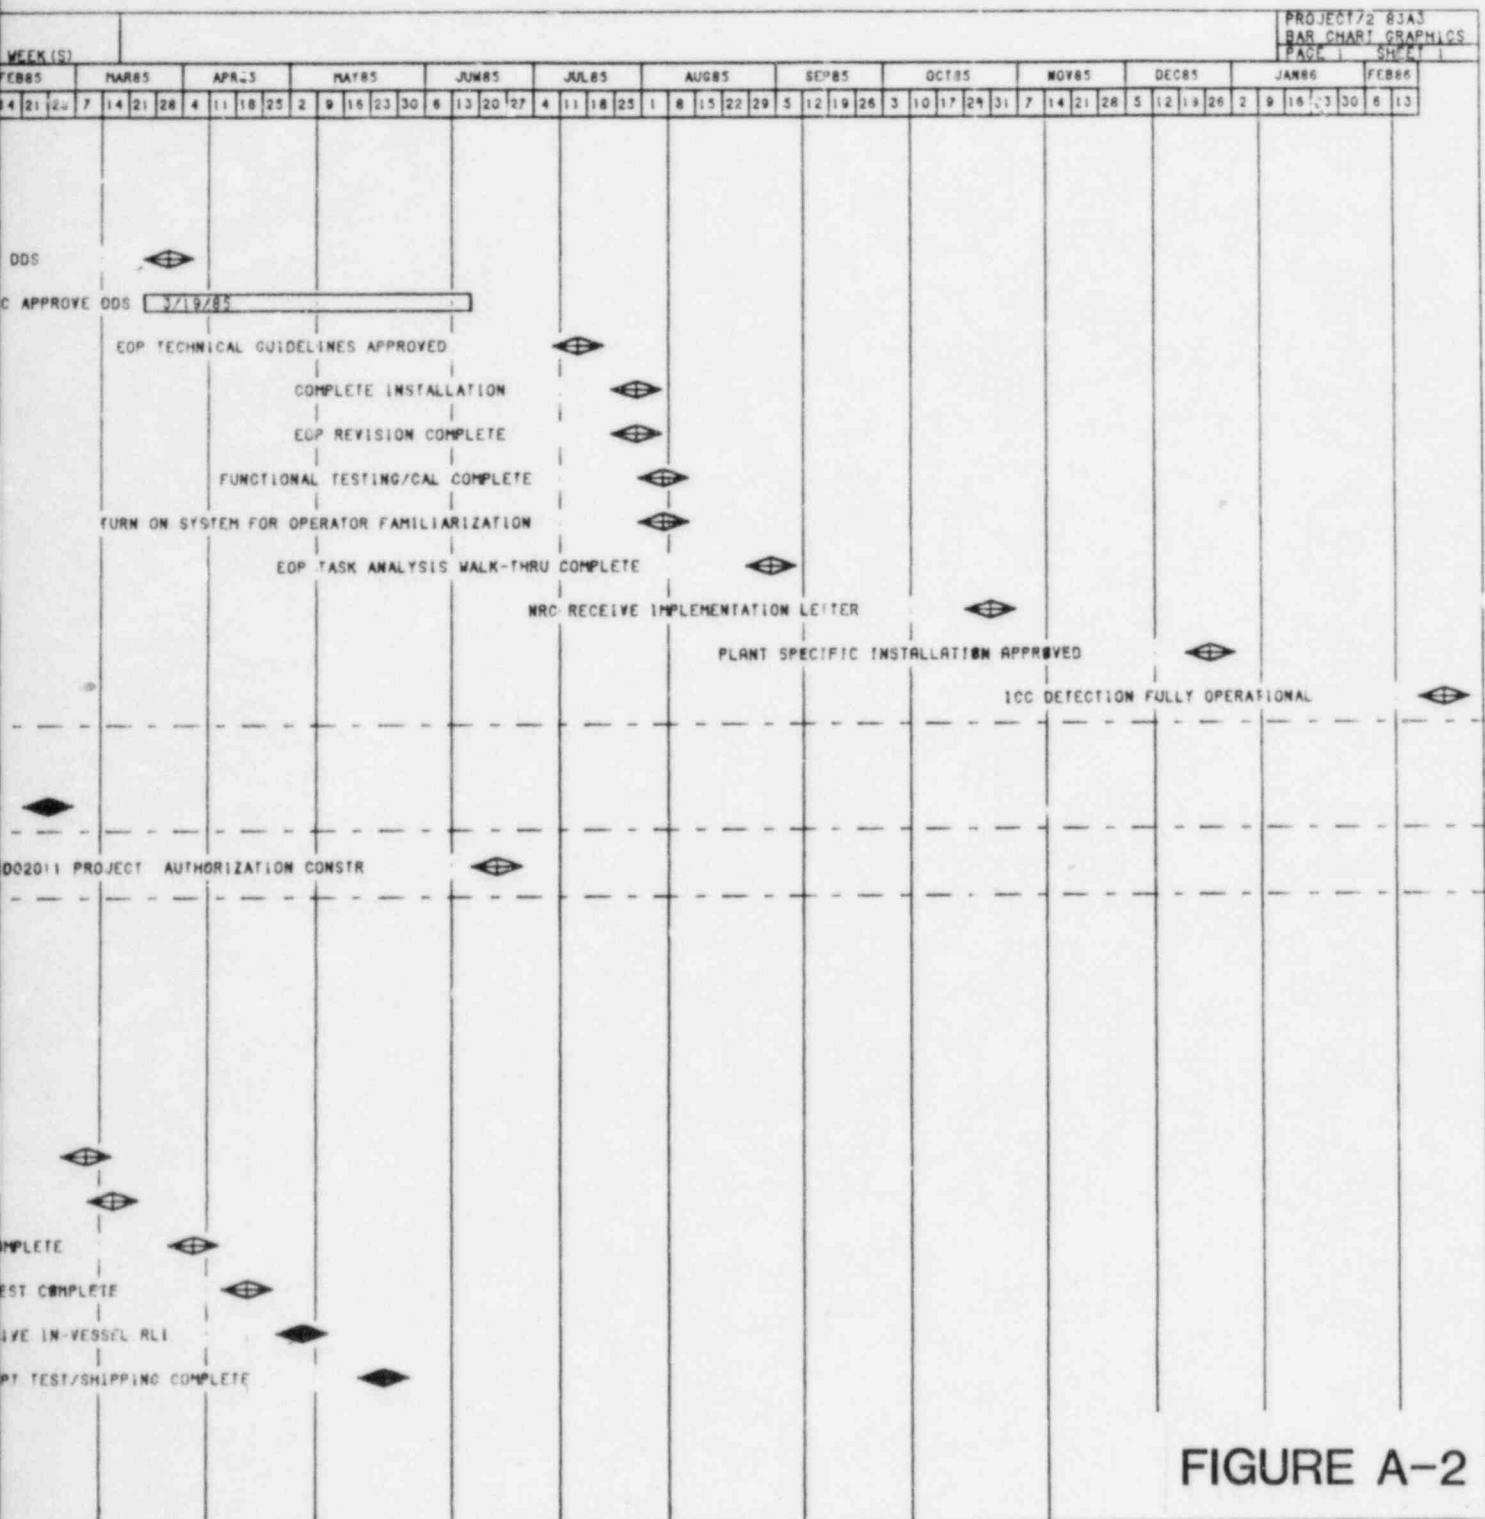 PROJECT/2 83A3
BAR CHART GRAPHICS
PAGE 1 SHEET 1
WEEK(S)
FEB85 MAR85 APR85 MAY85 JUN85 JUL85 AUG85 SEP85 OCT85 NOV85 DEC85 JAN86 FEB86
14 21 28 7 14 21 28 4 11 18 25 2 9 16 23 30 6 13 20 27 4 11 18 25 1 8 15 22 29 5 12 19 26 3 10 17 24 31 7 14 21 28 5 12 19 26 2 9 16 23 30 6 13
DDS
C APPROVE DDS 3/19/85
EOP TECHNICAL GUIDELINES APPROVED
COMPLETE INSTALLATION
EOP REVISION COMPLETE
FUNCTIONAL TESTING/CAL COMPLETE
TURN ON SYSTEM FOR OPERATOR FAMILIARIZATION
EOP TASK ANALYSIS WALK-THRU COMPLETE
NRC RECEIVE IMPLEMENTATION LETTER
PLANT SPECIFIC INSTALLATION APPROVED
ICC DETECTION FULLY OPERATIONAL
DO2011 PROJECT AUTHORIZATION CONSTR
MPLETE
EST COMPLETE
IVE IN-VESSEL RLI
PT TEST/SHIPPING COMPLETE
FIGURE A-2